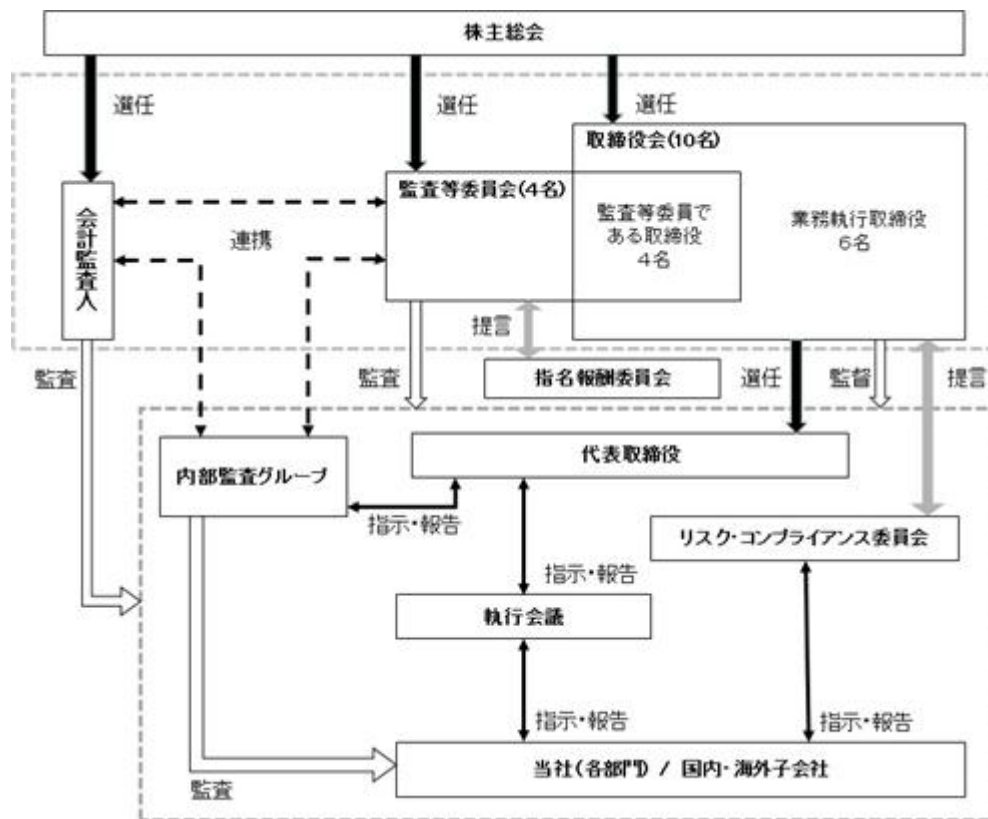 株主総会
選任
選任
選任
取締役会(10名)
監査等委員会(4名)
監査等委員で
ある取締役
4名
業務執行取締役
6名
会計監査人
連携
提言
監査
監査
指名報酬委員会
選任
監督
提言
代表取締役
内部監査グループ
指示・報告
リスク・コンプライアンス委員会
指示・報告
執行会議
指示・報告
指示・報告
当社(各部門) / 国内・海外子会社
監査